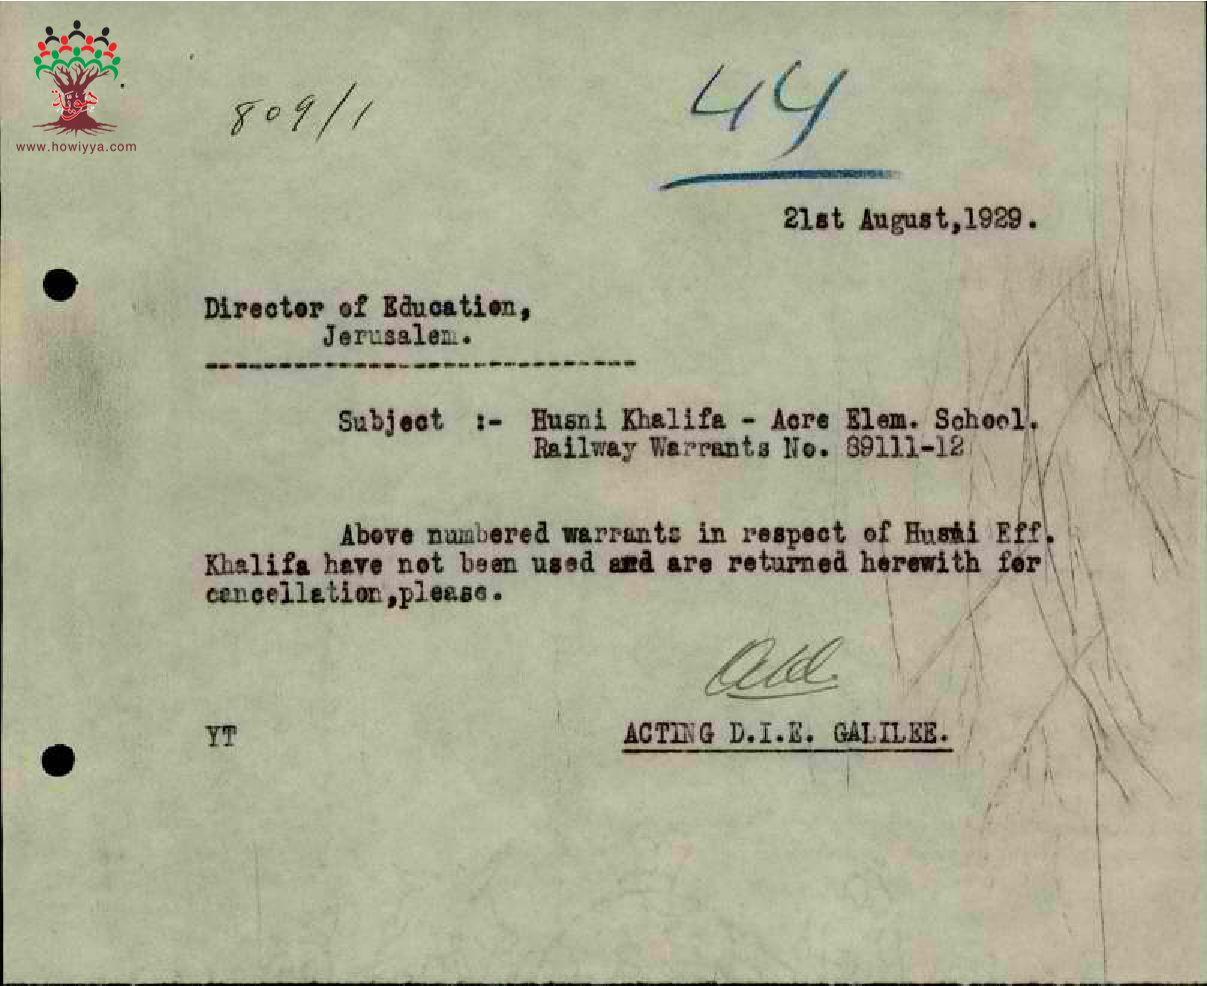 809/1
44
www.howiyya.com
21st August,1929.
Director of Education,
Jerusalem.
-----------------------------
Subject :- Husni Khalifa - Acre Elem. School.
Railway Warrants No. 89111-12
Above numbered warrants in respect of Husni Eff.
Khalifa have not been used and are returned herewith for
cancellation,please.
YT
ACTING D.I.E. GALILEE.